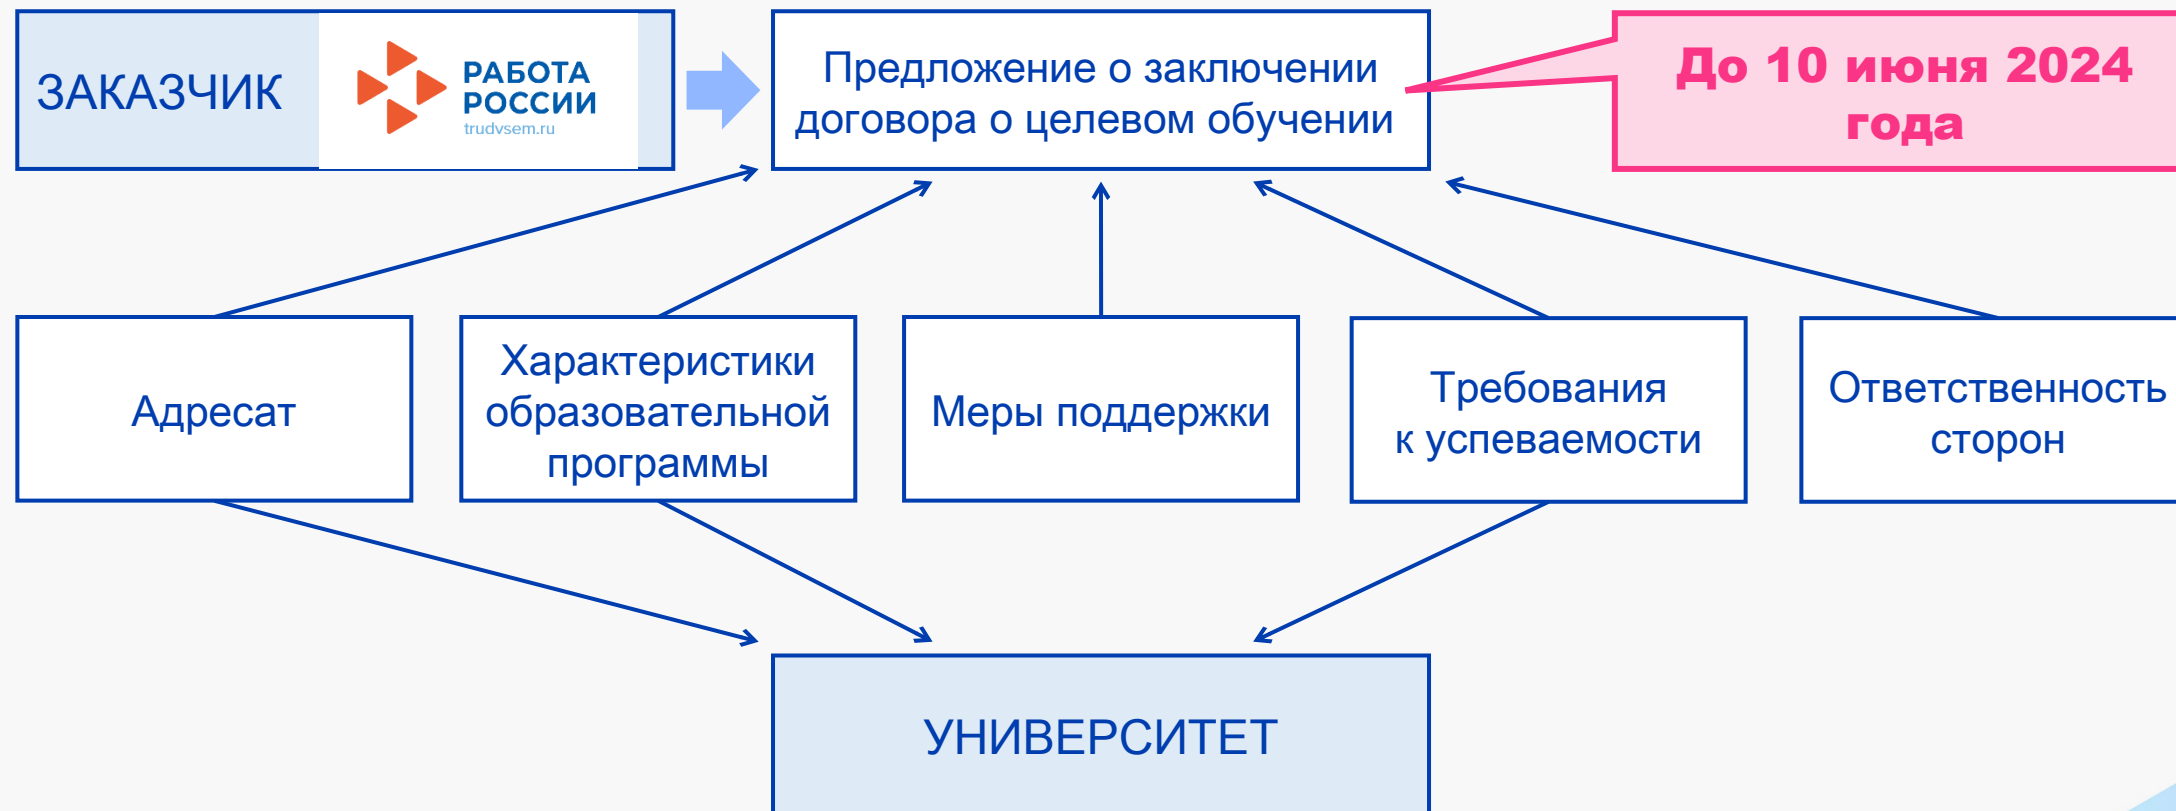 ЗАКАЗЧИК
РАБОТА
РОССИИ
trudvsem.ru
Предложение о заключении
договора о целевом обучении
До 10 июня 2024
года
Адресат
Характеристики
образовательной
программы
Меры поддержки
Требования
к успеваемости
Ответственность
сторон
УНИВЕРСИТЕТ